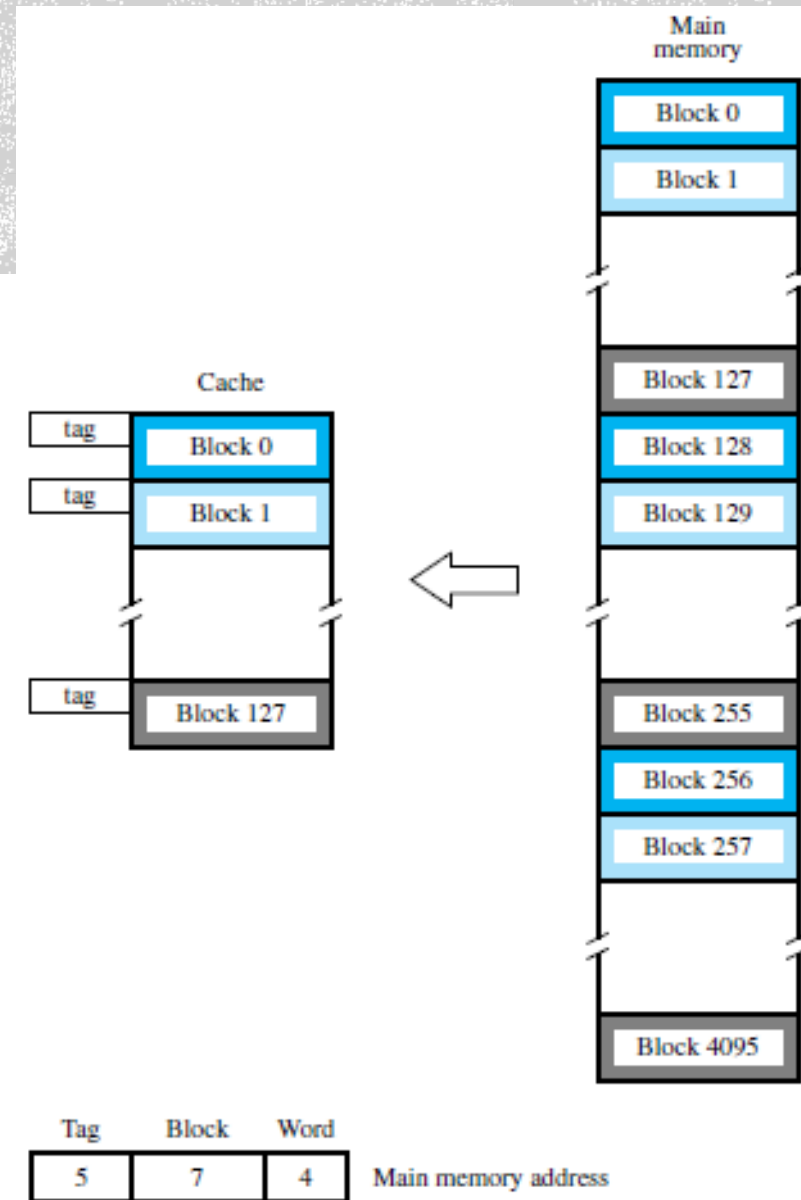 Main
memory
Block 0
Block 1
Block 127
Block 128
Block 129
Block 255
Block 256
Block 257
Block 4095
Cache
tag
Block 0
tag
Block 1
tag
Block 127
Tag Block Word
5 7 4 Main memory address